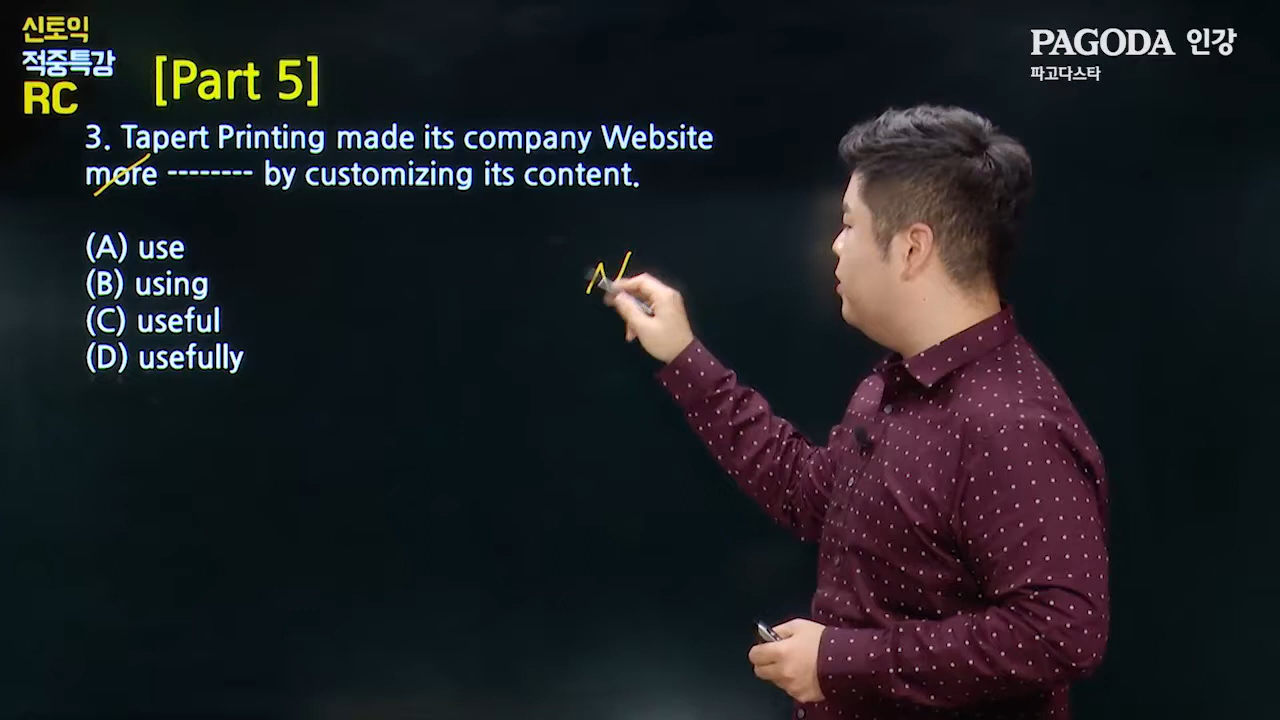 신토익
적중특강
RC
[Part 5]
PAGODA 인강
파고다스타
3. Tapert Printing made its company Website
more -------- by customizing its content.
(A) use
(B) using
(C) useful
(D) usefully
N